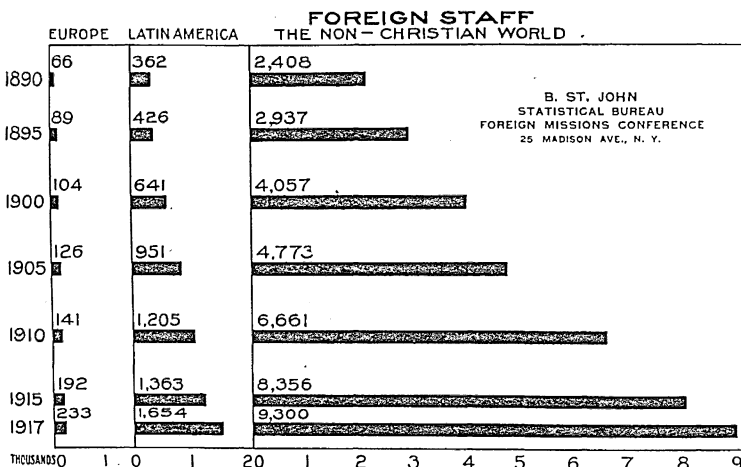 FOREIGN STAFF
EUROPE LATIN AMERICA THE NON-CHRISTIAN WORLD.
66 362 2,408
1890
B. ST. JOHN
STATISTICAL BUREAU
FOREIGN MISSIONS CONFERENCE
25 MADISON AVE., N. Y.
89 426 2,937
1895
104 641 4,057
1900
126 951 4,773
1905
141 1,205 6,661
1910
192 1,363 8,356
1915
233 1,654 9,300
1917
THOUSANDS 0 1 0 1 2 0 1 2 3 4 5 6 7 8 9